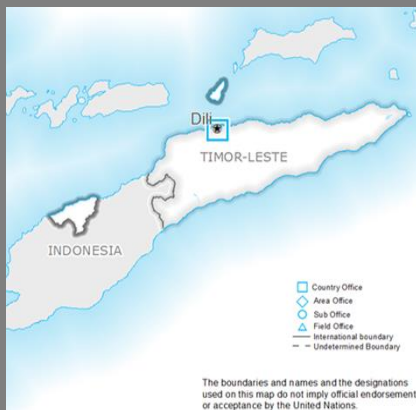 Dili
TIMOR-LESTE
INDONESIA
Country Office
Area Office
Sub Office
Field Office
International boundary
Undetermined Boundary
The boundaries and names and the designations
used on this map do not imply official endorsement
or acceptance by the United Nations.